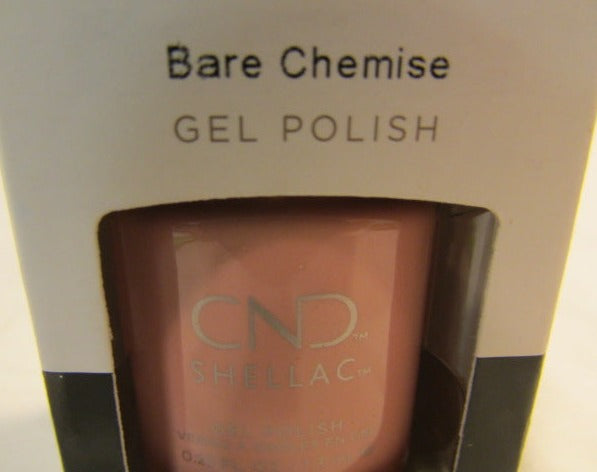 Bare Chemise
GEL POLISH
CND™
SHELLAC™
GEL POLISH